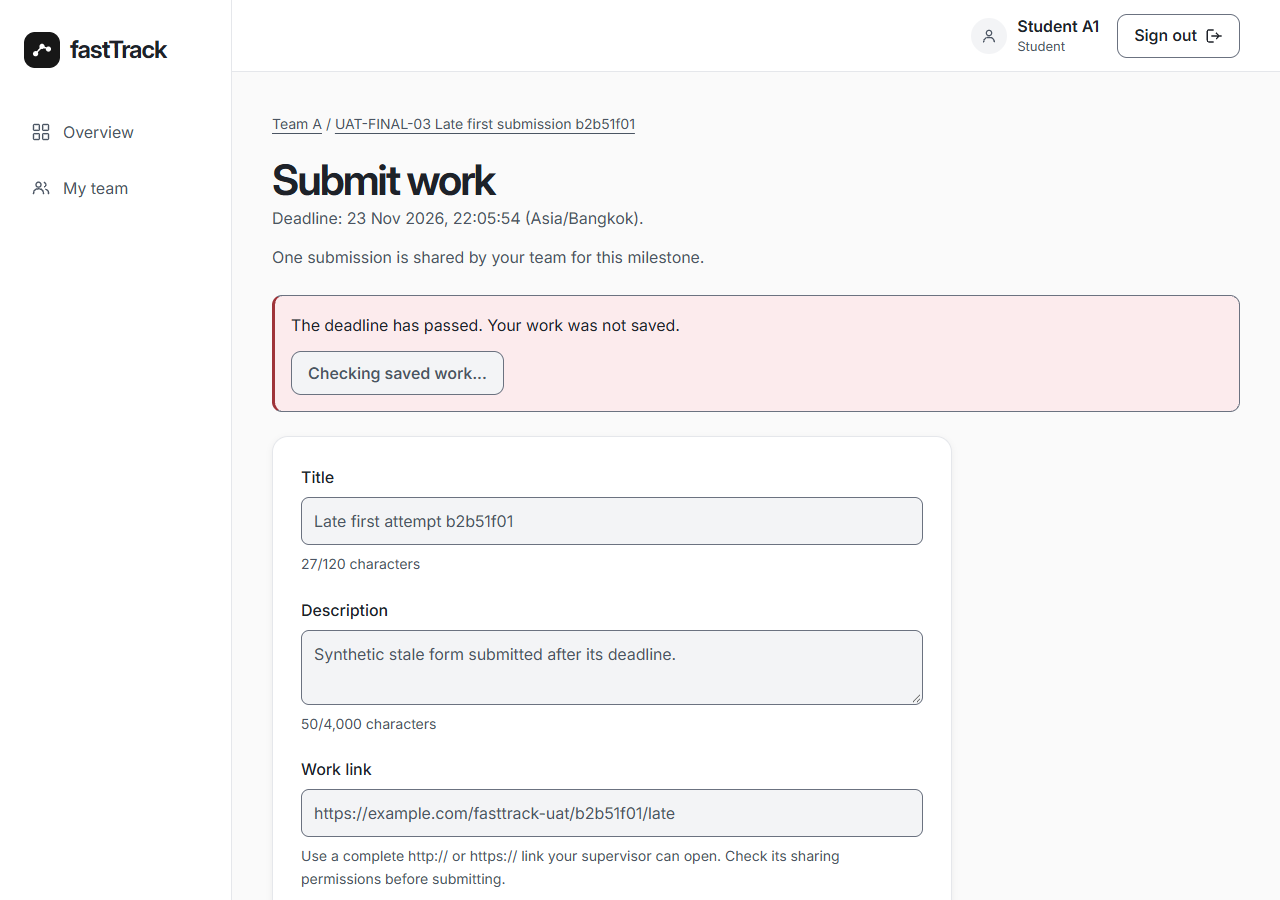 fastTrack
Student A1
Student
Sign out
Overview
My team
Team A / UAT-FINAL-03 Late first submission b2b51f01
Submit work
Deadline: 23 Nov 2026, 22:05:54 (Asia/Bangkok).
One submission is shared by your team for this milestone.
The deadline has passed. Your work was not saved.
Checking saved work...
Title
Late first attempt b2b51f01
27/120 characters
Description
Synthetic stale form submitted after its deadline.
50/4,000 characters
Work link
https://example.com/fasttrack-uat/b2b51f01/late
Use a complete http:// or https:// link your supervisor can open. Check its sharing
permissions before submitting.